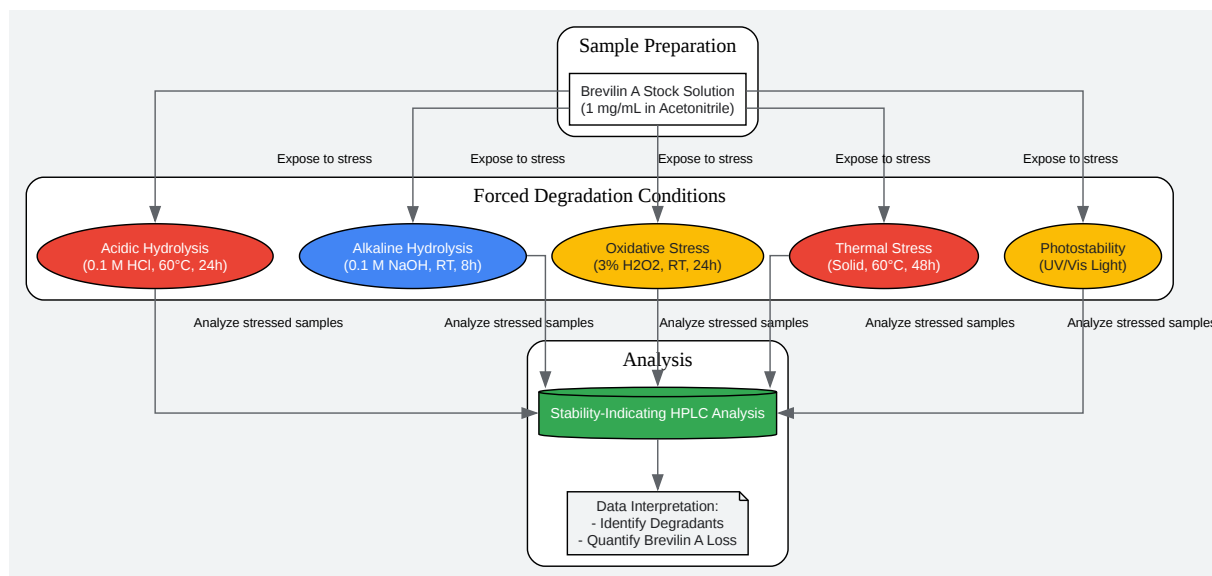 Sample Preparation
Brevilin A Stock Solution
(1 mg/mL in Acetonitrile)
Expose to stress
Expose to stress
Expose to stress
Expose to stress
Expose to stress
Forced Degradation Conditions
Acidic Hydrolysis
(0.1 M HCl, 60°C, 24h)
Alkaline Hydrolysis
(0.1 M NaOH, RT, 8h)
Oxidative Stress
(3% H2O2, RT, 24h)
Thermal Stress
(Solid, 60°C, 48h)
Photostability
(UV/Vis Light)
Analyze stressed samples
Analyze stressed samples
Analyze stressed samples
Analyze stressed samples
Analyze stressed samples
Analysis
Stability-Indicating HPLC Analysis
Data Interpretation:
- Identify Degradants
- Quantify Brevilin A Loss